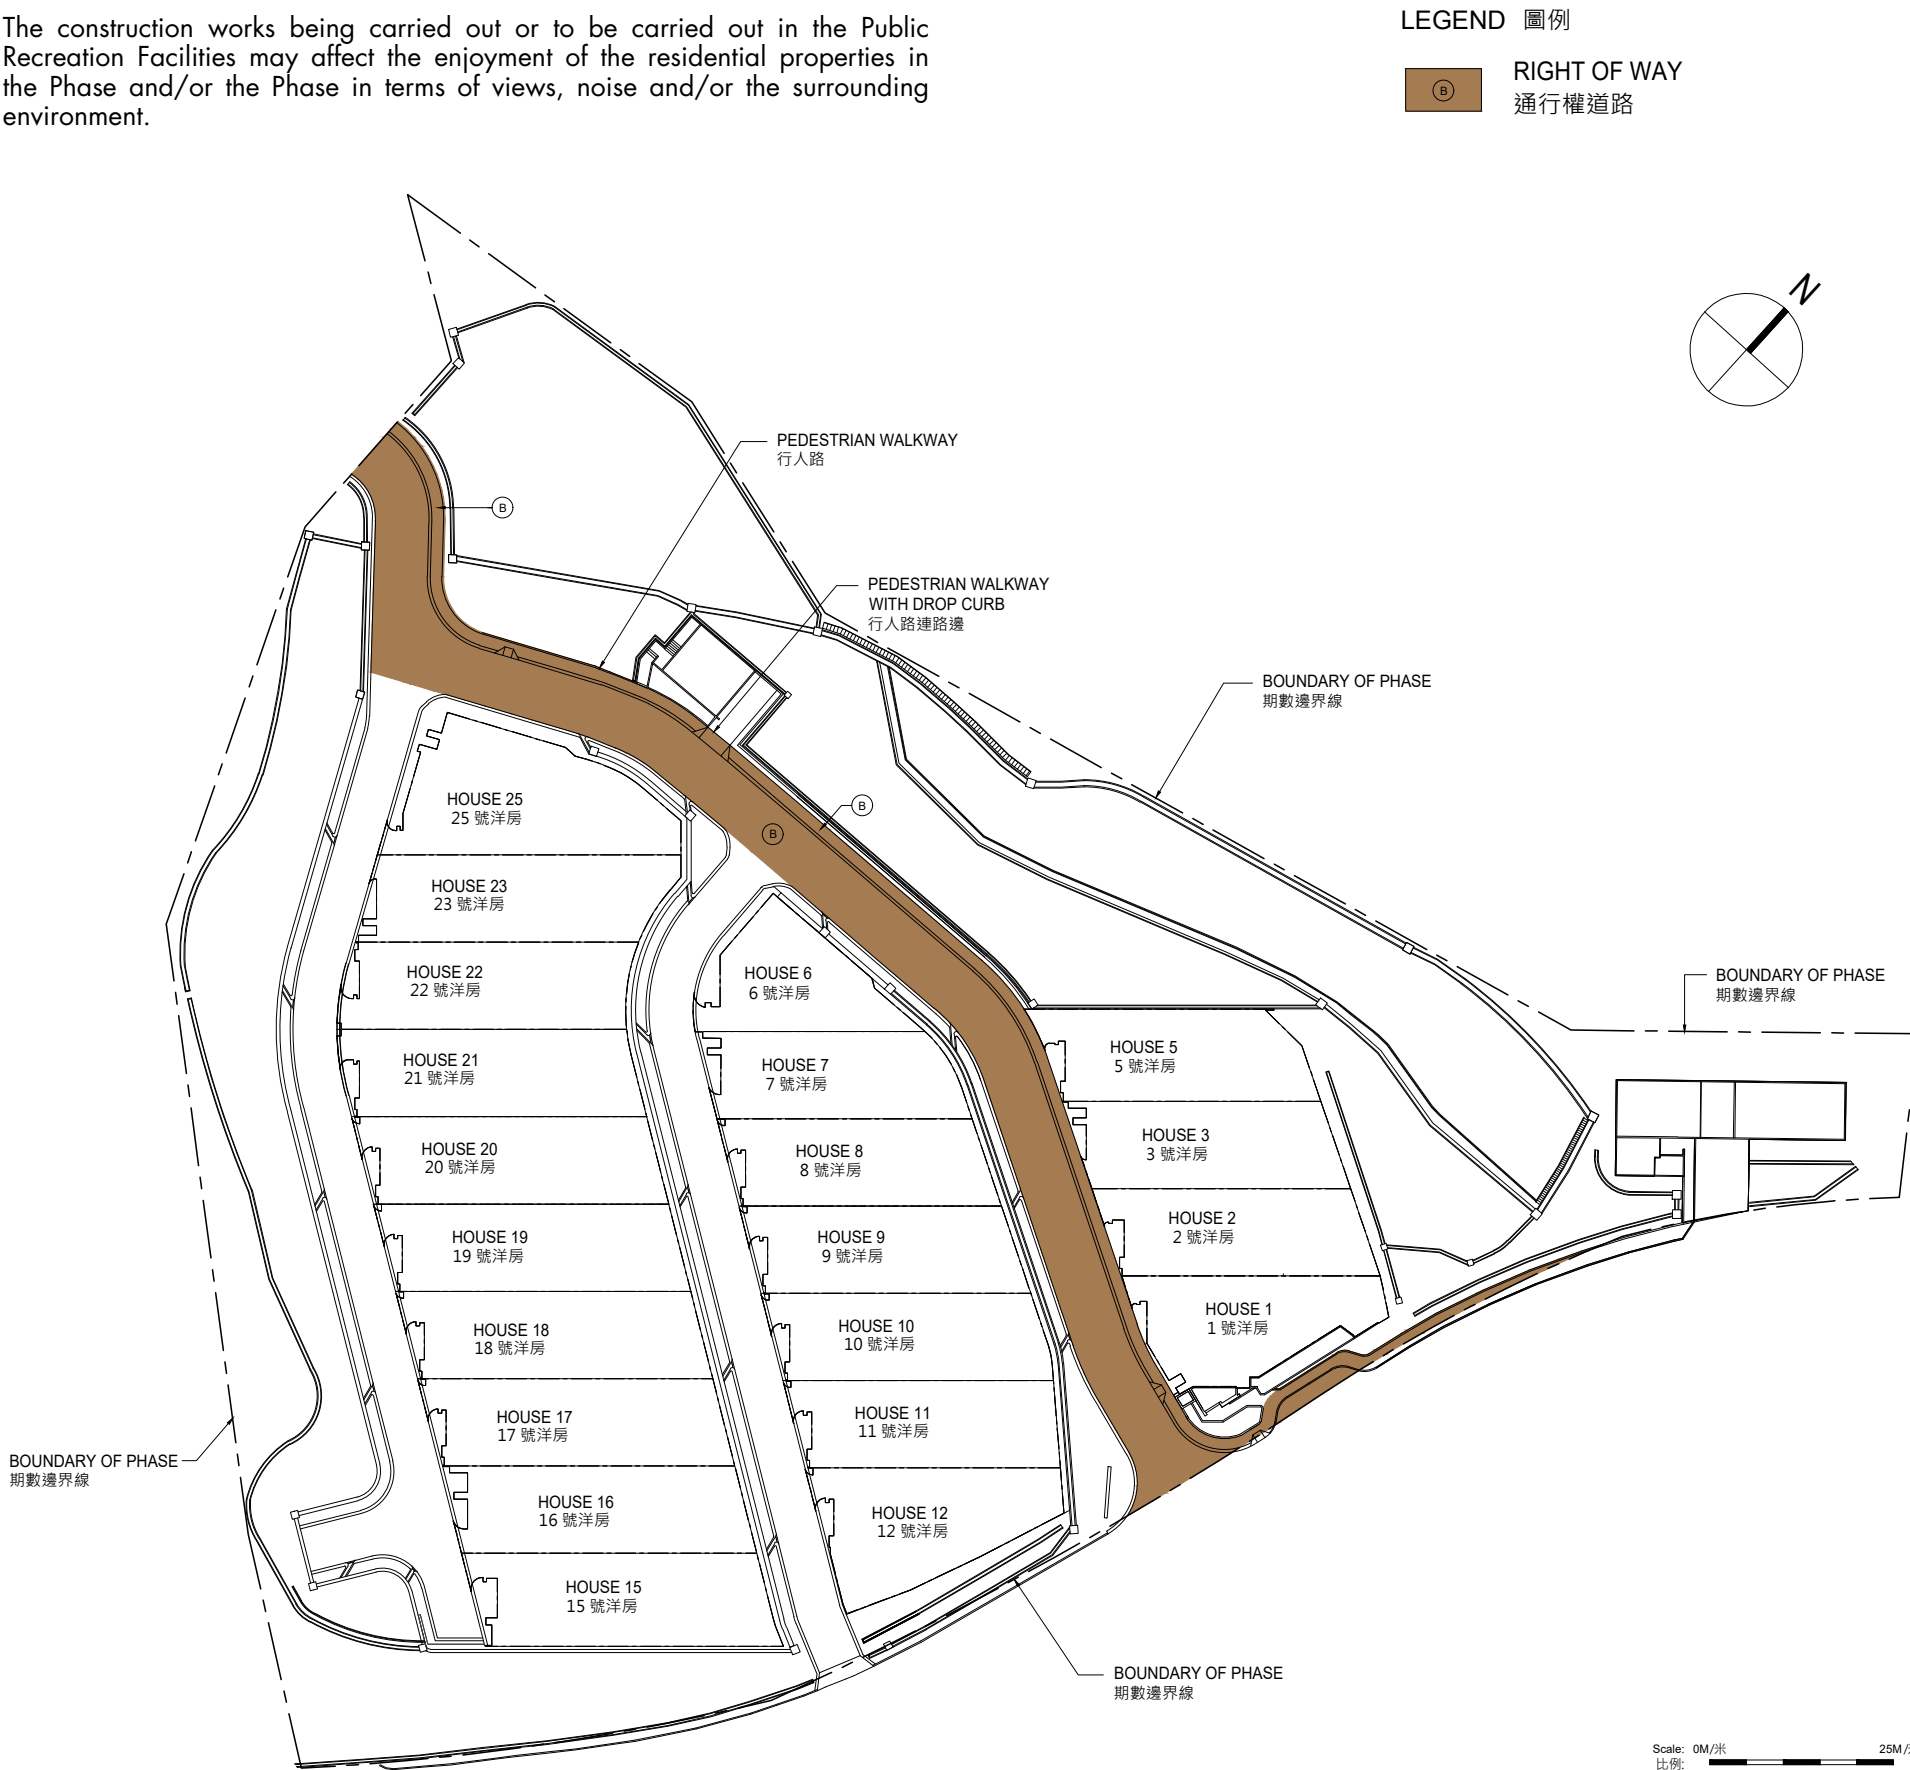 The construction works being carried out or to be carried out in the Public
Recreation Facilities may affect the enjoyment of the residential properties in
the Phase and/or the Phase in terms of views, noise and/or the surrounding
environment.
LEGEND 圖例
B
RIGHT OF WAY
通行權道路
N
PEDESTRIAN WALKWAY
行人路
B
PEDESTRIAN WALKWAY
WITH DROP CURB
行人路連路邊
BOUNDARY OF PHASE
期數邊界線
B
B
HOUSE 25
25 號洋房
HOUSE 23
23 號洋房
HOUSE 22
22 號洋房
HOUSE 21
21 號洋房
HOUSE 20
20 號洋房
HOUSE 19
19 號洋房
HOUSE 18
18 號洋房
HOUSE 17
17 號洋房
HOUSE 16
16 號洋房
HOUSE 15
15 號洋房
HOUSE 6
6 號洋房
HOUSE 7
7 號洋房
HOUSE 8
8 號洋房
HOUSE 9
9 號洋房
HOUSE 10
10 號洋房
HOUSE 11
11 號洋房
HOUSE 12
12 號洋房
HOUSE 5
5 號洋房
HOUSE 3
3 號洋房
HOUSE 2
2 號洋房
HOUSE 1
1 號洋房
BOUNDARY OF PHASE
期數邊界線
BOUNDARY OF PHASE
期數邊界線
BOUNDARY OF PHASE
期數邊界線
Scale: 0M/米 25M/
比例: